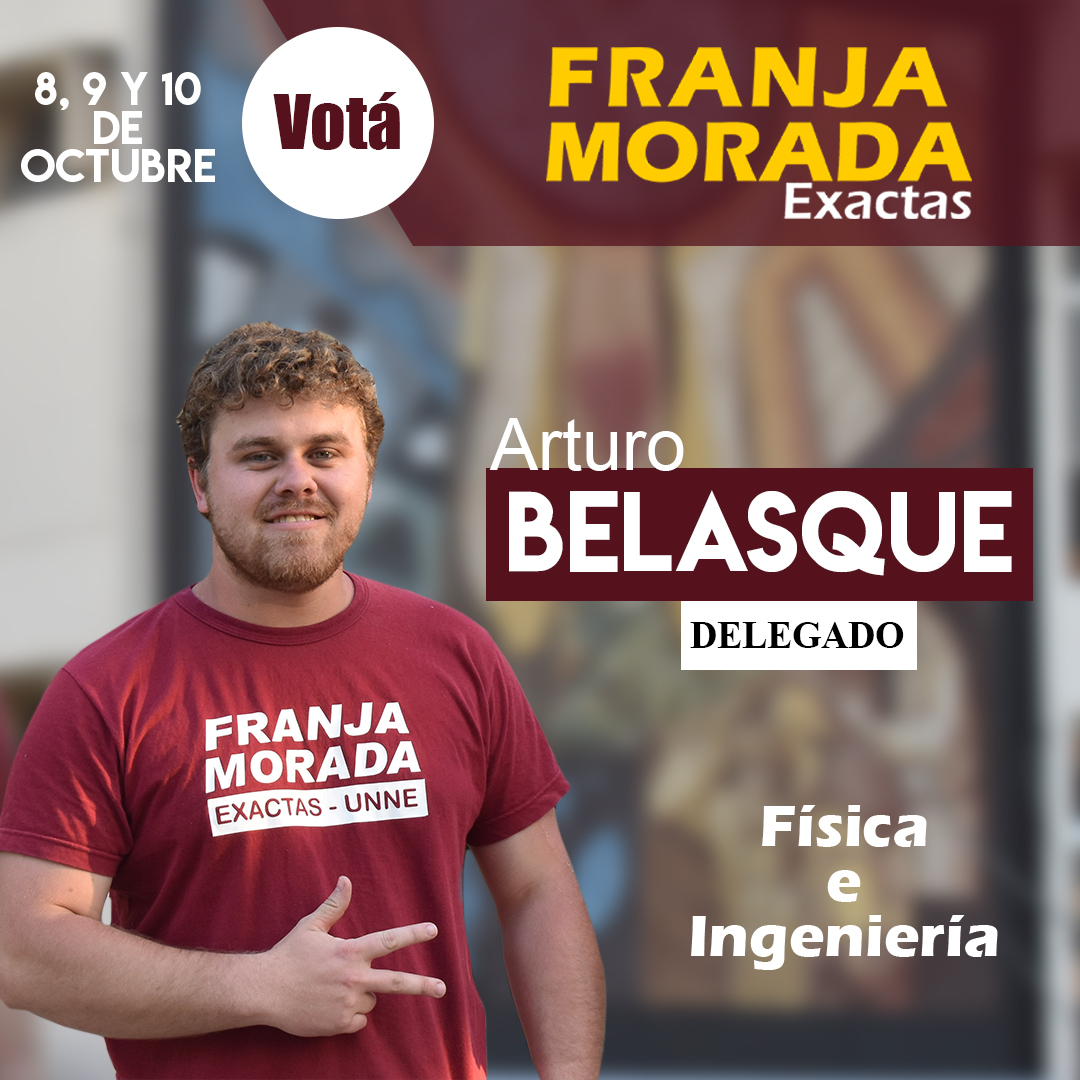 8, 9 Y 10
DE
OCTUBRE
Votá
FRANJA
MORADA
Exactas
Arturo
BELASQUE
DELEGADO
FRANJA
MORADA
EXACTAS - UNNE
Física
e
Ingeniería